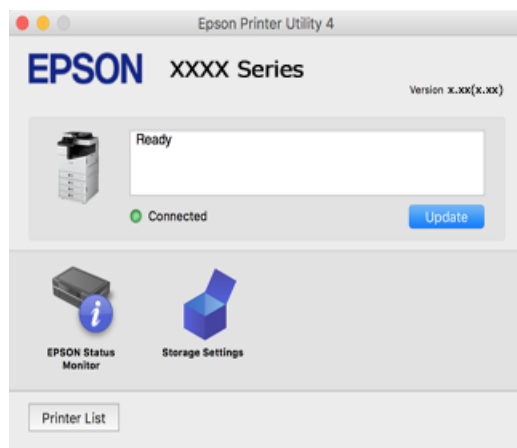 Epson Printer Utility 4
EPSON XXXX Series
Version x.xx(x.xx)
Ready
Connected
Update
EPSON Status
Monitor
Storage Settings
Printer List